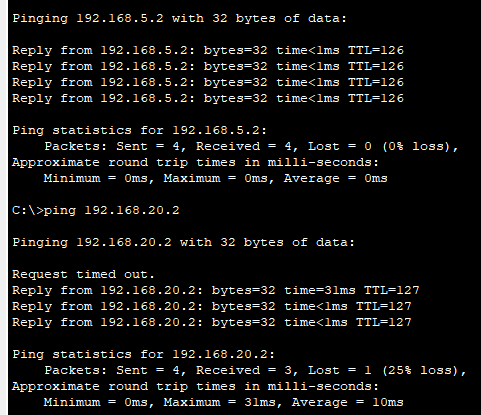 Pinging 192.168.5.2 with 32 bytes of data:
Reply from 192.168.5.2: bytes=32 time<1ms TTL=126
Reply from 192.168.5.2: bytes=32 time<1ms TTL=126
Reply from 192.168.5.2: bytes=32 time<1ms TTL=126
Reply from 192.168.5.2: bytes=32 time<1ms TTL=126
Ping statistics for 192.168.5.2:
Packets: Sent = 4, Received = 4, Lost = 0 (0% loss),
Approximate round trip times in milli-seconds:
Minimum = 0ms, Maximum = 0ms, Average = 0ms
C:\>ping 192.168.20.2
Pinging 192.168.20.2 with 32 bytes of data:
Request timed out.
Reply from 192.168.20.2: bytes=32 time=31ms TTL=127
Reply from 192.168.20.2: bytes=32 time<1ms TTL=127
Reply from 192.168.20.2: bytes=32 time<1ms TTL=127
Ping statistics for 192.168.20.2:
Packets: Sent = 4, Received = 3, Lost = 1 (25% loss),
Approximate round trip times in milli-seconds:
Minimum = 0ms, Maximum = 31ms, Average = 10ms